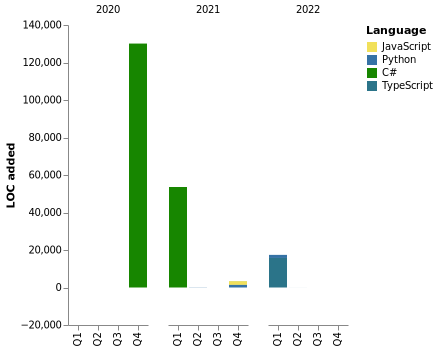 2020 2021 2022
140,000
120,000
100,000
80,000
60,000
40,000
20,000
0
−20,000
LOC added
Q1 Q2 Q3 Q4 Q1 Q2 Q3 Q4 Q1 Q2 Q3 Q4
Language
JavaScript
Python
C#
TypeScript